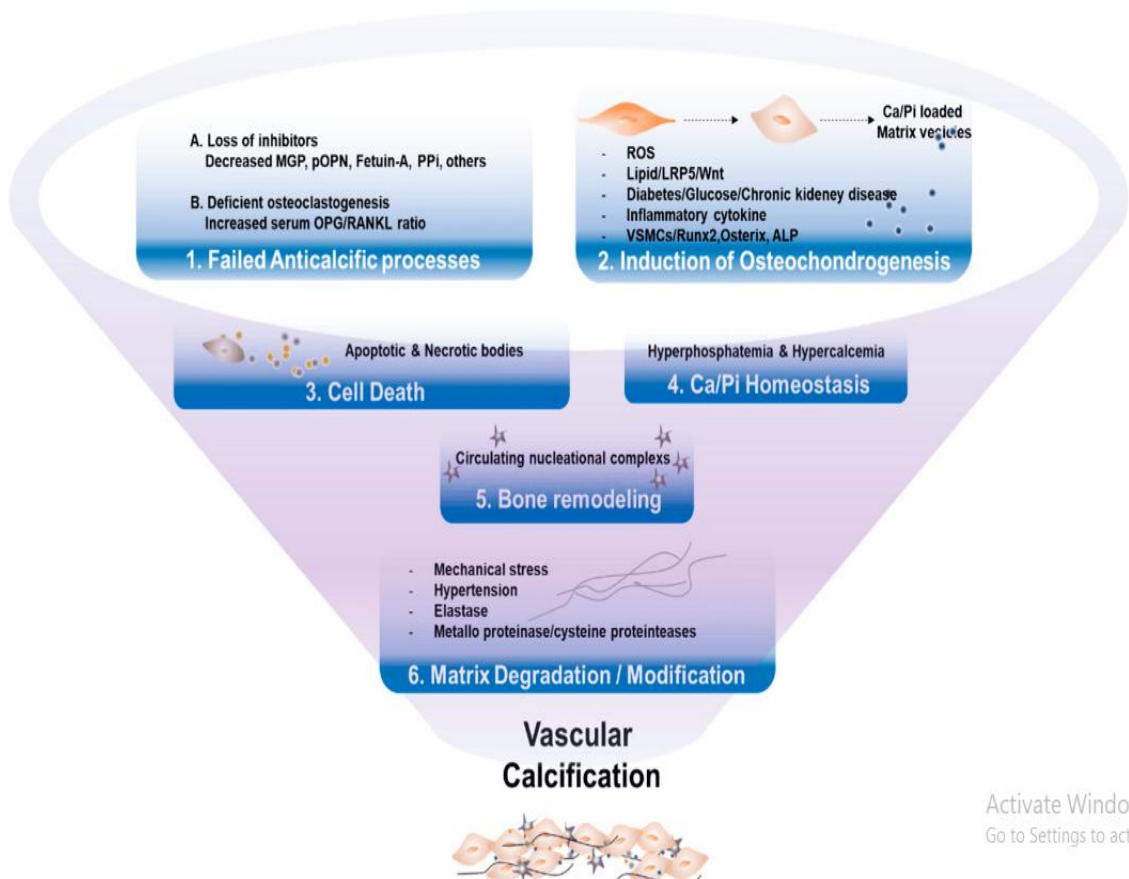 A. Loss of inhibitors
Decreased MGP, pOPN, Fetuin-A, PPi, others
B. Deficient osteoclastogenesis
Increased serum OPG/RANKL ratio
1. Failed Anticalcific processes
Ca/Pi loaded
Matrix vesicles
- ROS
- Lipid/LRP5/Wnt
- Diabetes/Glucose/Chronic kideney disease
- Inflammatory cytokine
- VSMCs/Runx2,Osterix, ALP
2. Induction of Osteochondrogenesis
Apoptotic & Necrotic bodies
3. Cell Death
Hyperphosphatemia & Hypercalcemia
4. Ca/Pi Homeostasis
Circulating nucleational complexs
5. Bone remodeling
- Mechanical stress
- Hypertension
- Elastase
- Metallo proteinase/cysteine proteinteases
6. Matrix Degradation / Modification
Vascular
Calcification
Activate Windo
Go to Settings to act